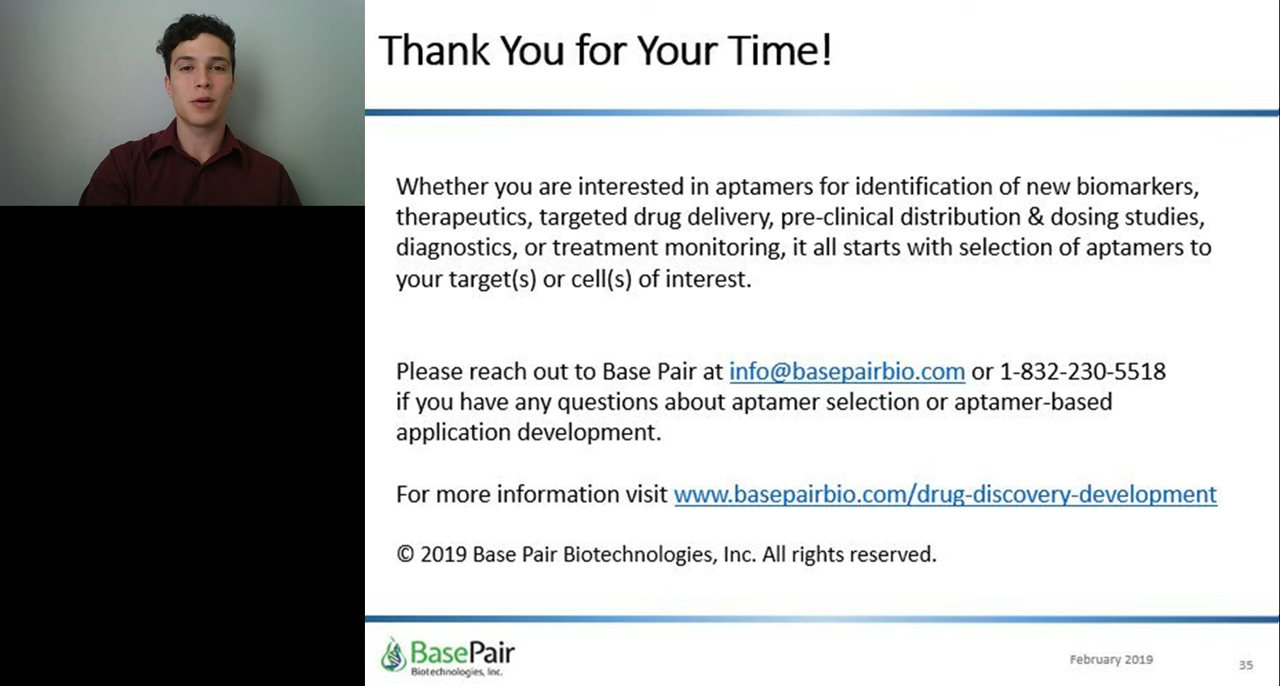 Thank You for Your Time!
Whether you are interested in aptamers for identification of new biomarkers,
therapeutics, targeted drug delivery, pre-clinical distribution & dosing studies,
diagnostics, or treatment monitoring, it all starts with selection of aptamers to
your target(s) or cell(s) of interest.
Please reach out to Base Pair at info@basepairbio.com or 1-832-230-5518
if you have any questions about aptamer selection or aptamer-based
application development.
For more information visit www.basepairbio.com/drug-discovery-development
© 2019 Base Pair Biotechnologies, Inc. All rights reserved.
BasePair
Biotechnologies, Inc.
February 2019
35